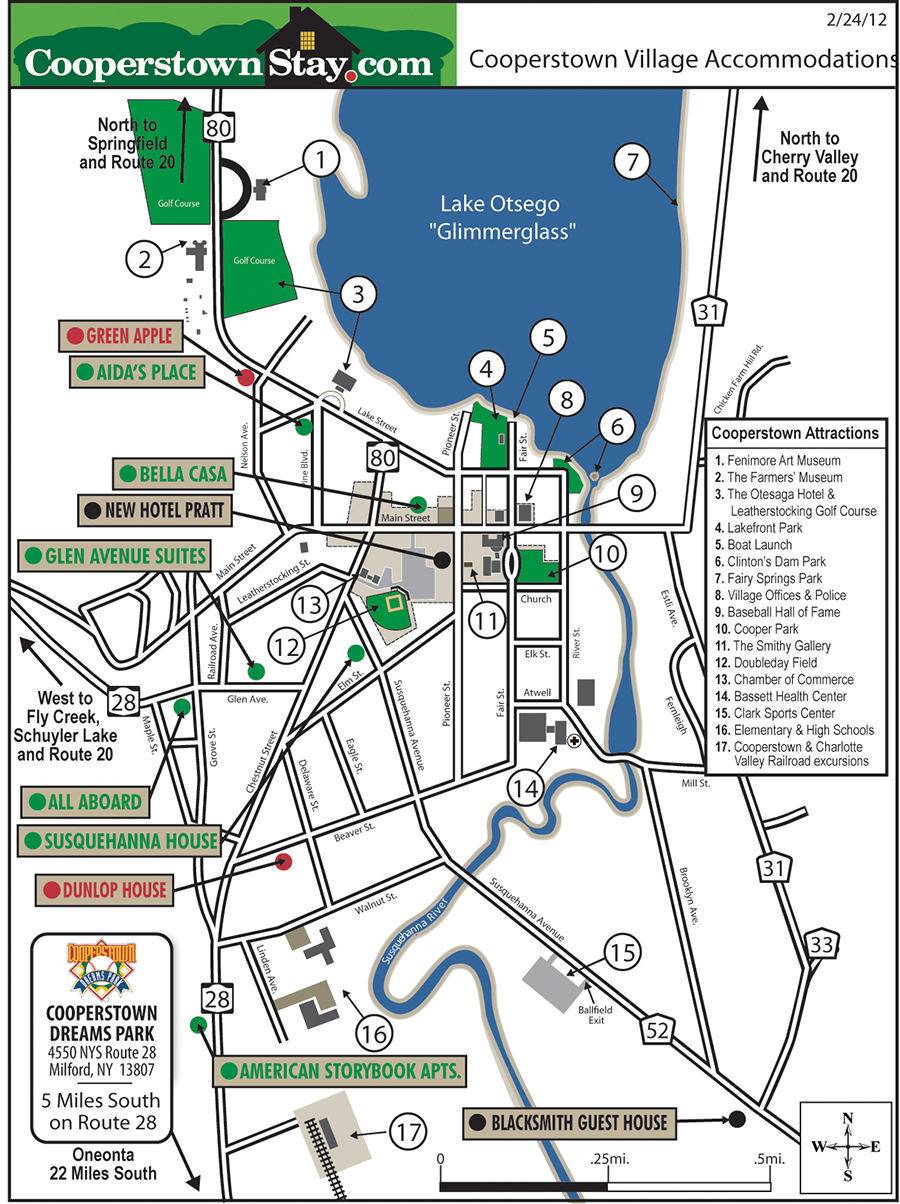 2/24/12
CooperstownStay.com
Cooperstown Village Accommodations
North to
Springfield
and Route 20
80
1
7
North to
Cherry Valley
and Route 20
Golf Course
Lake Otsego
"Glimmerglass"
2
Golf Course
3
31
GREEN APPLE
5
AIDA'S PLACE
4
Chicken Farm Hill Rd.
8
Lake Street
Pioneer St.
Fair St.
6
Nelson Ave.
80
BELLA CASA
ine Blvd.
9
NEW HOTEL PRATT
Main Street
GLEN AVENUE SUITES
Main Street
10
Leatherstocking St.
13
11
Church
Estli Ave.
12
Railroad Ave.
River St.
Elk St.
Elm St.
Atwell
28
Glen Ave.
Pioneer St.
Fair St.
Susquehanna Avenue
Fernleigh
West to
Fly Creek,
Schuyler Lake
and Route 20
Maple St.
Grove St.
Chestnut Street
Eagle St.
Delaware St.
14
Mill St.
ALL ABOARD
SUSQUEHANNA HOUSE
Beaver St.
DUNLOP HOUSE
31
Walnut St.
Susquehanna River
Susquehanna Avenue
Brooklyn Ave.
33
Linden Ave.
15
28
Ballfield
Exit
16
52
COOPERSTOWN
DREAMS PARK
COOPERSTOWN
DREAMS PARK
4550 NYS Route 28
Milford, NY 13807
5 Miles South
on Route 28
Oneonta
22 Miles South
AMERICAN STORYBOOK APTS.
BLACKSMITH GUEST HOUSE
17
0 .25mi. .5mi.
N
W E
S
Cooperstown Attractions
1. Fenimore Art Museum
2. The Farmers' Museum
3. The Otesaga Hotel &
Leatherstocking Golf Course
4. Lakefront Park
5. Boat Launch
6. Clinton's Dam Park
7. Fairy Springs Park
8. Village Offices & Police
9. Baseball Hall of Fame
10. Cooper Park
11. The Smithy Gallery
12. Doubleday Field
13. Chamber of Commerce
14. Bassett Health Center
15. Clark Sports Center
16. Elementary & High Schools
17. Cooperstown & Charlotte
Valley Railroad excursions